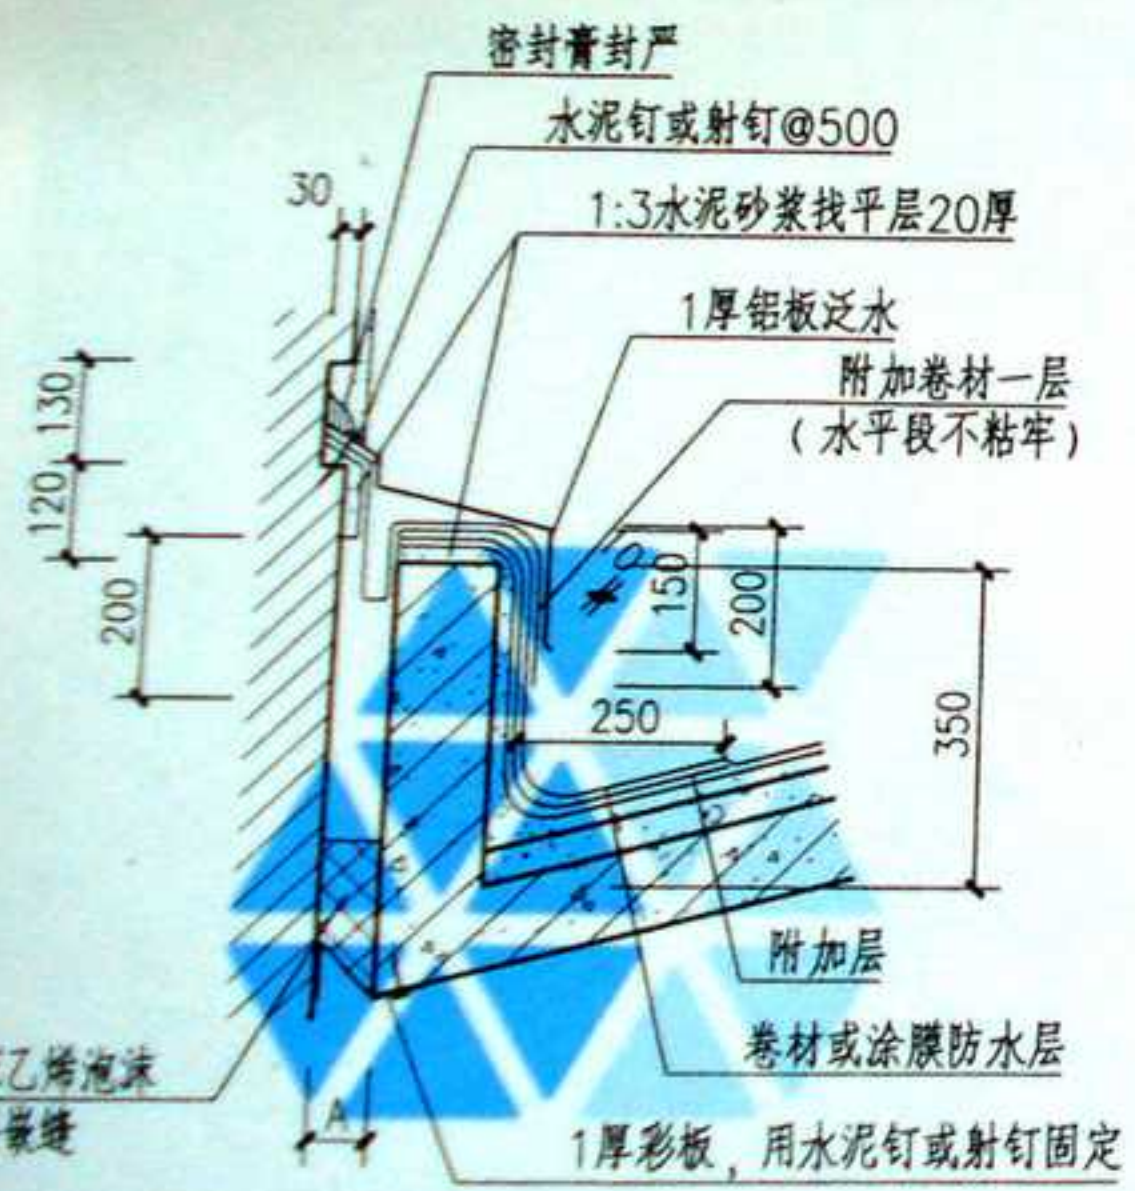 密封膏封严
水泥钉或射钉@500
30
1:3水泥砂浆找平层20厚
1厚铝板泛水
附加卷材一层
(水平段不粘牢)
130
120
200
150
200
350
250
附加层
卷材或涂膜防水层
乙烯泡沫
嵌缝
A
1厚彩板,用水泥钉或射钉固定